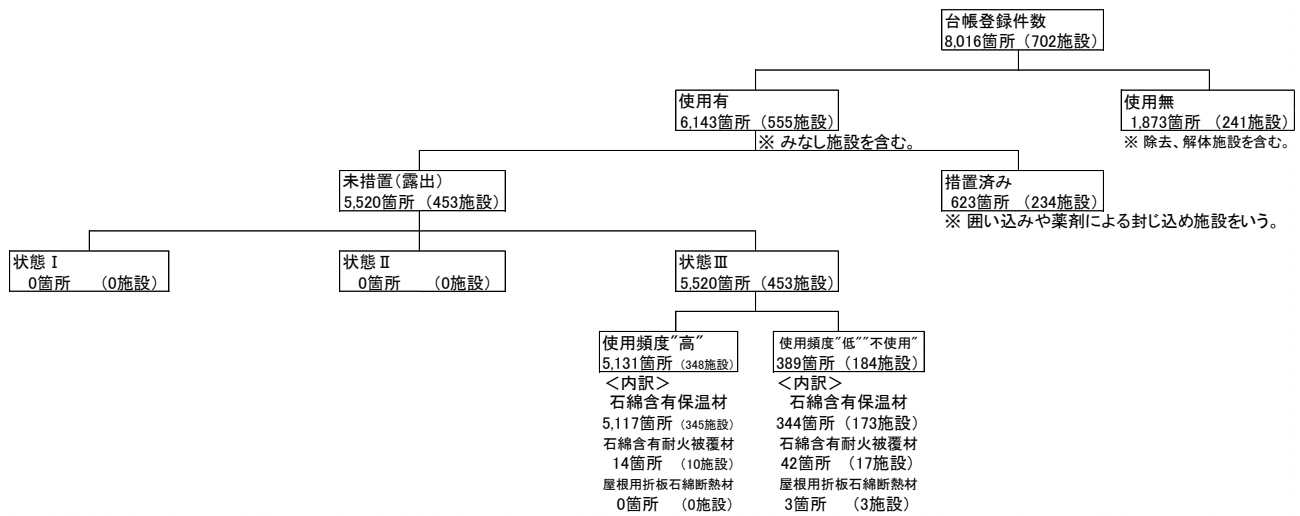 台帳登録件数
8,016箇所（702施設）
使用有
6,143箇所（555施設）
※ みなし施設を含む。
使用無
1,873箇所（241施設）
※ 除去、解体施設を含む。
未措置（露出）
5,520箇所（453施設）
措置済み
623箇所（234施設）
※ 囲い込みや薬剤による封じ込め施設をいう。
状態Ⅰ
0箇所　（0施設）
状態Ⅱ
0箇所　（0施設）
状態Ⅲ
5,520箇所（453施設）
使用頻度”高”
5,131箇所（348施設）
＜内訳＞
石綿含有保温材
5,117箇所（345施設）
石綿含有耐火被覆材
14箇所　（10施設）
屋根用折板石綿断熱材
0箇所　（0施設）
使用頻度”低””不使用”
389箇所（184施設）
＜内訳＞
石綿含有保温材
344箇所（173施設）
石綿含有耐火被覆材
42箇所　（17施設）
屋根用折板石綿断熱材
3箇所　（3施設）